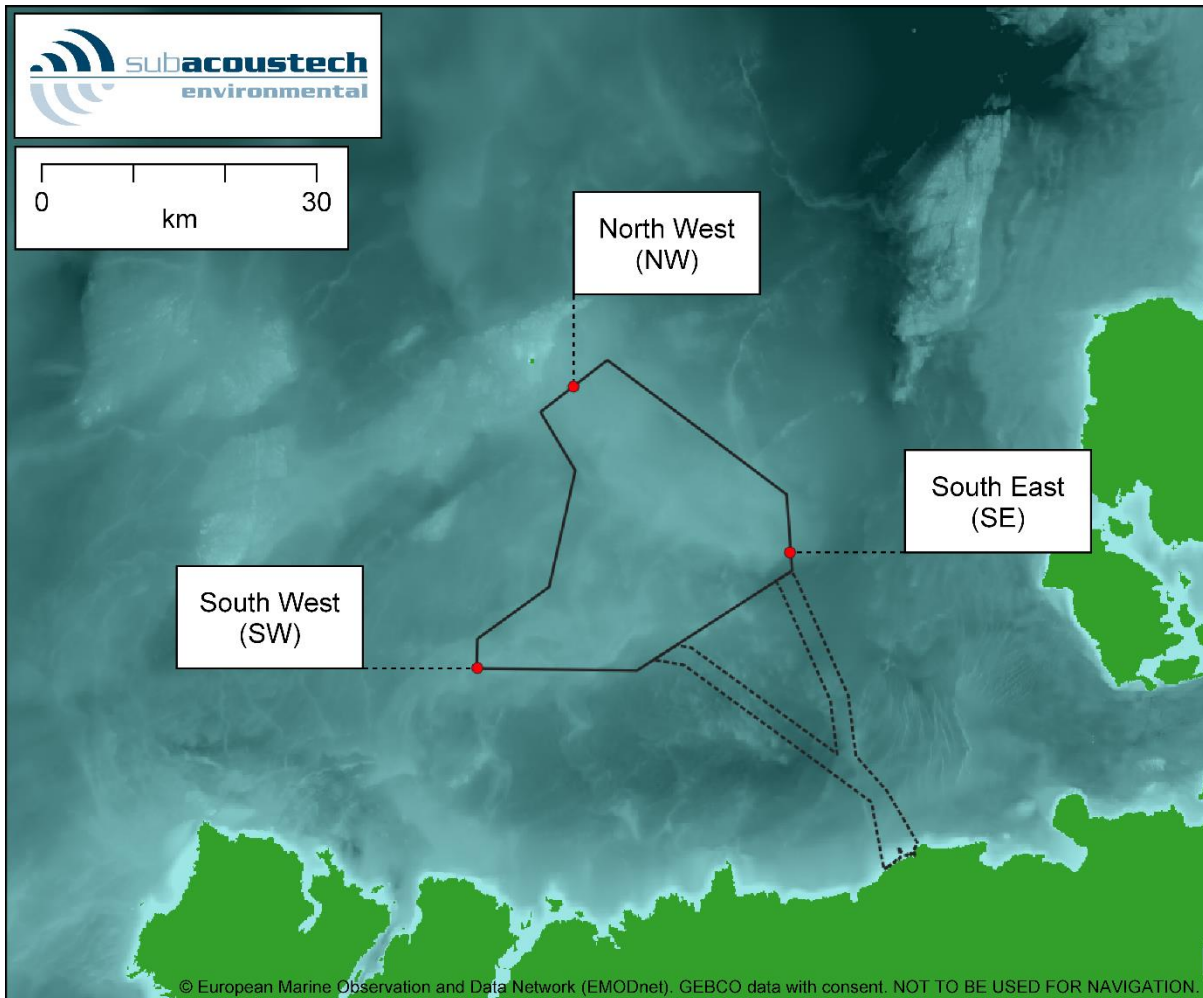 subacoustech
environmental
0 30
km
North West
(NW)
South East
(SE)
South West
(SW)
© European Marine Observation and Data Network (EMODnet). GEBCO data with consent. NOT TO BE USED FOR NAVIGATION.